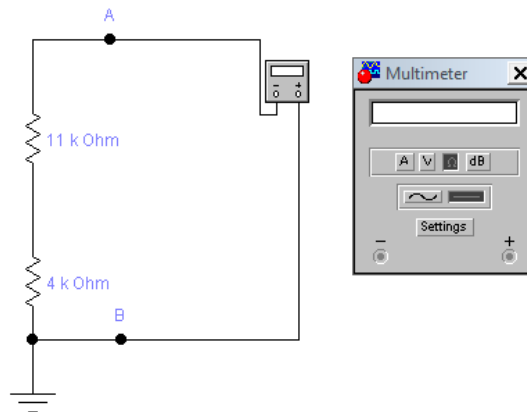 A
11 k Ohm
4 k Ohm
B
- +
Multimeter X
A V Ω dB
Settings
- +